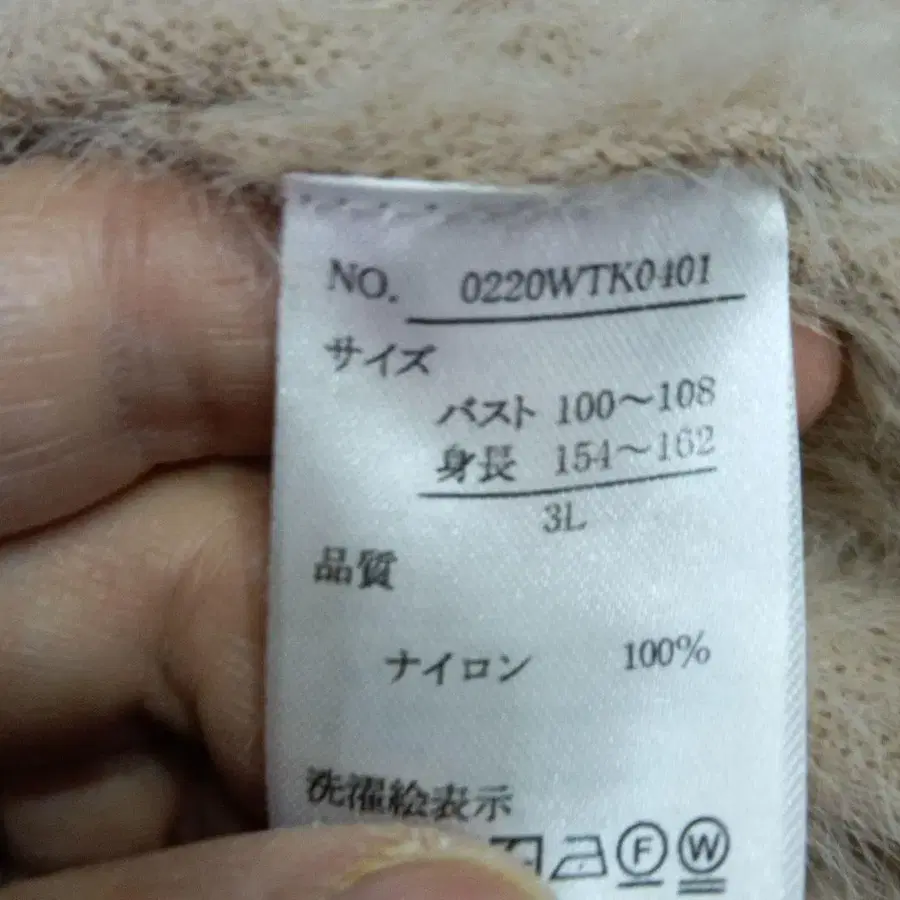 NO. 0220WTK0401
サイズ
バスト 100～108
身長 154～162
3L
品質
ナイロン 100%
洗濯絵表示
F W